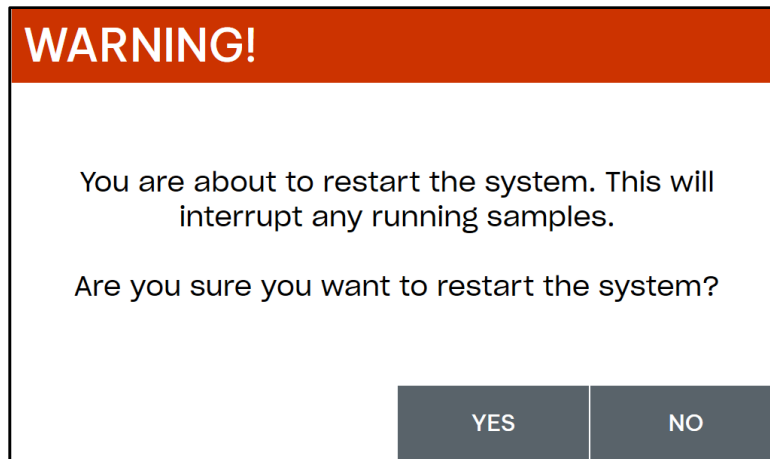 WARNING!
You are about to restart the system. This will
interrupt any running samples.
Are you sure you want to restart the system?
YES
NO